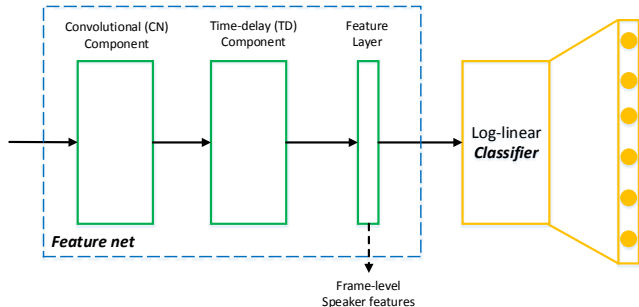 Convolutional (CN)
Component
Time-delay (TD)
Component
Feature
Layer
Log-linear
Classifier
Feature net
Frame-level
Speaker features